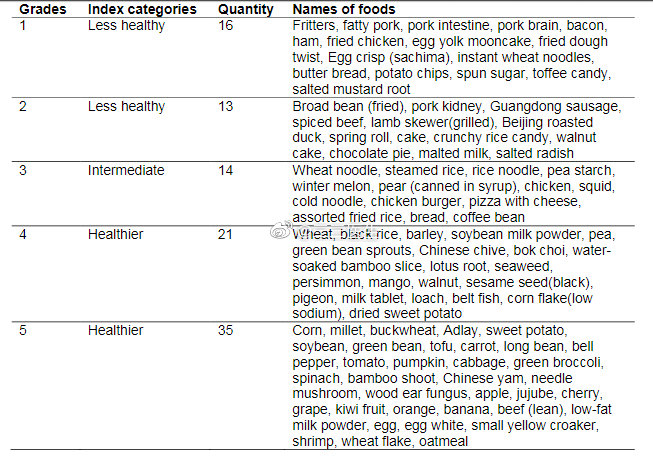 Grades Index categories Quantity Names of foods
1 Less healthy 16 Fritters, fatty pork, pork intestine, pork brain, bacon,
ham, fried chicken, egg yolk mooncake, fried dough
twist, Egg crisp (sachima), instant wheat noodles,
butter bread, potato chips, spun sugar, toffee candy,
salted mustard root
2 Less healthy 13 Broad bean (fried), pork kidney, Guangdong sausage,
spiced beef, lamb skewer(grilled), Beijing roasted
duck, spring roll, cake, crunchy rice candy, walnut
cake, chocolate pie, malted milk, salted radish
3 Intermediate 14 Wheat noodle, steamed rice, rice noodle, pea starch,
winter melon, pear (canned in syrup), chicken, squid,
cold noodle, chicken burger, pizza with cheese,
assorted fried rice, bread, coffee bean
4 Healthier 21 Wheat, black rice, barley, soybean milk powder, pea,
green bean sprouts, Chinese chive, bok choi, water-
soaked bamboo slice, lotus root, seaweed,
persimmon, mango, walnut, sesame seed(black),
pigeon, milk tablet, loach, belt fish, corn flake(low
sodium), dried sweet potato
5 Healthier 35 Corn, millet, buckwheat, Adlay, sweet potato,
soybean, green bean, tofu, carrot, long bean, bell
pepper, tomato, pumpkin, cabbage, green broccoli,
spinach, bamboo shoot, Chinese yam, needle
mushroom, wood ear fungus, apple, jujube, cherry,
grape, kiwi fruit, orange, banana, beef (lean), low-fat
milk powder, egg, egg white, small yellow croaker,
shrimp, wheat flake, oatmeal